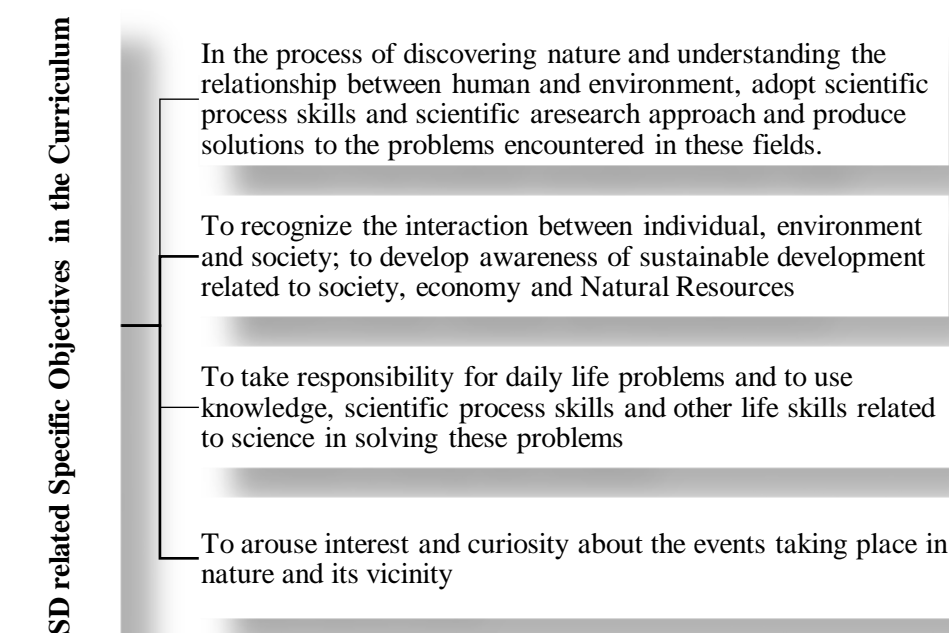 SD related Specific Objectives in the Curriculum
In the process of discovering nature and understanding the
relationship between human and environment, adopt scientific
process skills and scientific aresearch approach and produce
solutions to the problems encountered in these fields.
To recognize the interaction between individual, environment
and society; to develop awareness of sustainable development
related to society, economy and Natural Resources
To take responsibility for daily life problems and to use
knowledge, scientific process skills and other life skills related
to science in solving these problems
To arouse interest and curiosity about the events taking place in
nature and its vicinity